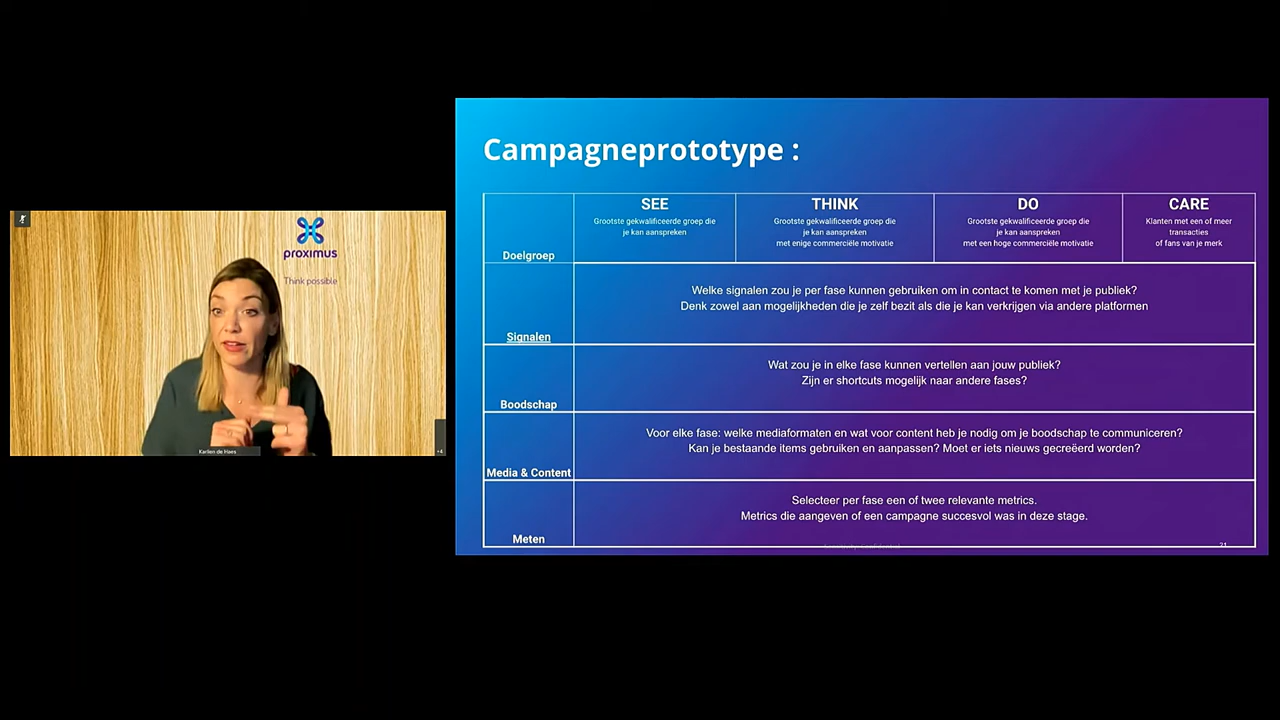 proximus
Think possible
Karlien de Haes
+4
Campagneprototype :
SEE
Grootste gekwalificeerde groep die
je kan aanspreken
THINK
Grootste gekwalificeerde groep die
je kan aanspreken
met enige commerciële motivatie
DO
Grootste gekwalificeerde groep die
je kan aanspreken
met een hoge commerciële motivatie
CARE
Klanten met een of meer
transacties
of fans van je merk
Doelgroep
Welke signalen zou je per fase kunnen gebruiken om in contact te komen met je publiek?
Denk zowel aan mogelijkheden die je zelf bezit als die je kan verkrijgen via andere platformen
Signalen
Wat zou je in elke fase kunnen vertellen aan jouw publiek?
Zijn er shortcuts mogelijk naar andere fases?
Boodschap
Voor elke fase: welke mediaformaten en wat voor content heb je nodig om je boodschap te communiceren?
Kan je bestaande items gebruiken en aanpassen? Moet er iets nieuws gecreëerd worden?
Media & Content
Selecteer per fase een of twee relevante metrics.
Metrics die aangeven of een campagne succesvol was in deze stage.
Meten